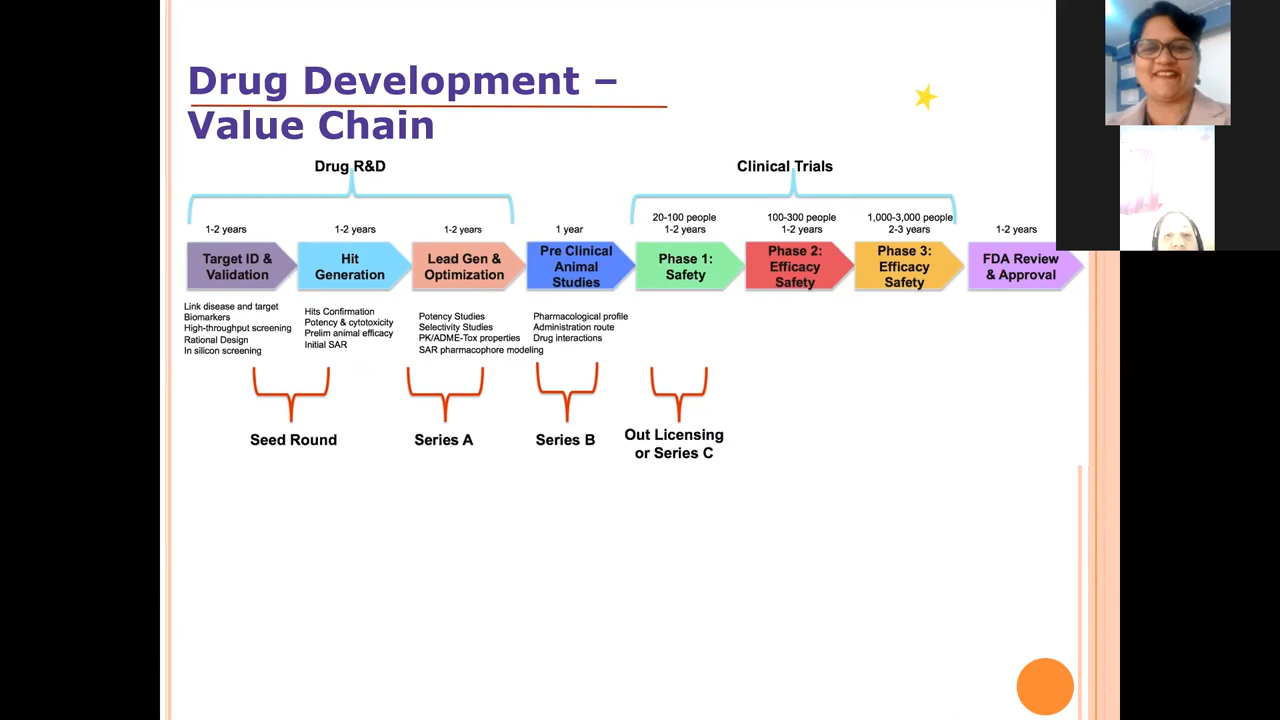 Drug Development –
Value Chain
Drug R&D
Clinical Trials
1-2 years
1-2 years
1-2 years
1 year
20-100 people
1-2 years
100-300 people
1-2 years
1,000-3,000 people
2-3 years
1-2 years
Target ID &
Validation
Hit
Generation
Lead Gen &
Optimization
Pre Clinical
Animal
Studies
Phase 1:
Safety
Phase 2:
Efficacy
Safety
Phase 3:
Efficacy
Safety
FDA Review
& Approval
Link disease and target
Biomarkers
High-throughput screening
Rational Design
In silicon screening
Hits Confirmation
Potency & cytotoxicity
Prelim animal efficacy
Initial SAR
Potency Studies
Selectivity Studies
PK/ADME-Tox properties
SAR pharmacophore modeling
Pharmacological profile
Administration route
Drug interactions
Seed Round
Series A
Series B
Out Licensing
or Series C